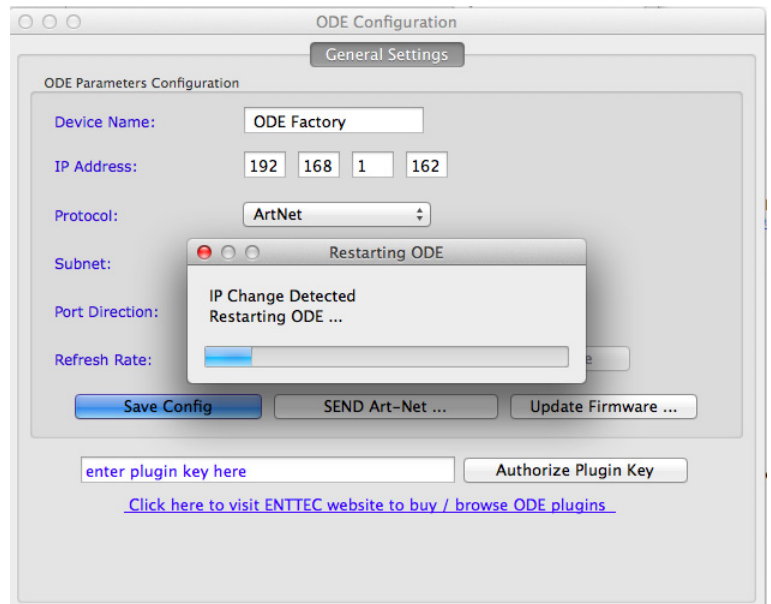 ODE Configuration
General Settings
ODE Parameters Configuration
Device Name:
ODE Factory
IP Address:
192 168 1 162
Protocol:
ArtNet
Restarting ODE
Subnet:
IP Change Detected
Restarting ODE ...
Port Direction:
Refresh Rate:
Save Config
SEND Art-Net ...
Update Firmware ...
enter plugin key here
Authorize Plugin Key
Click here to visit ENTTEC website to buy / browse ODE plugins